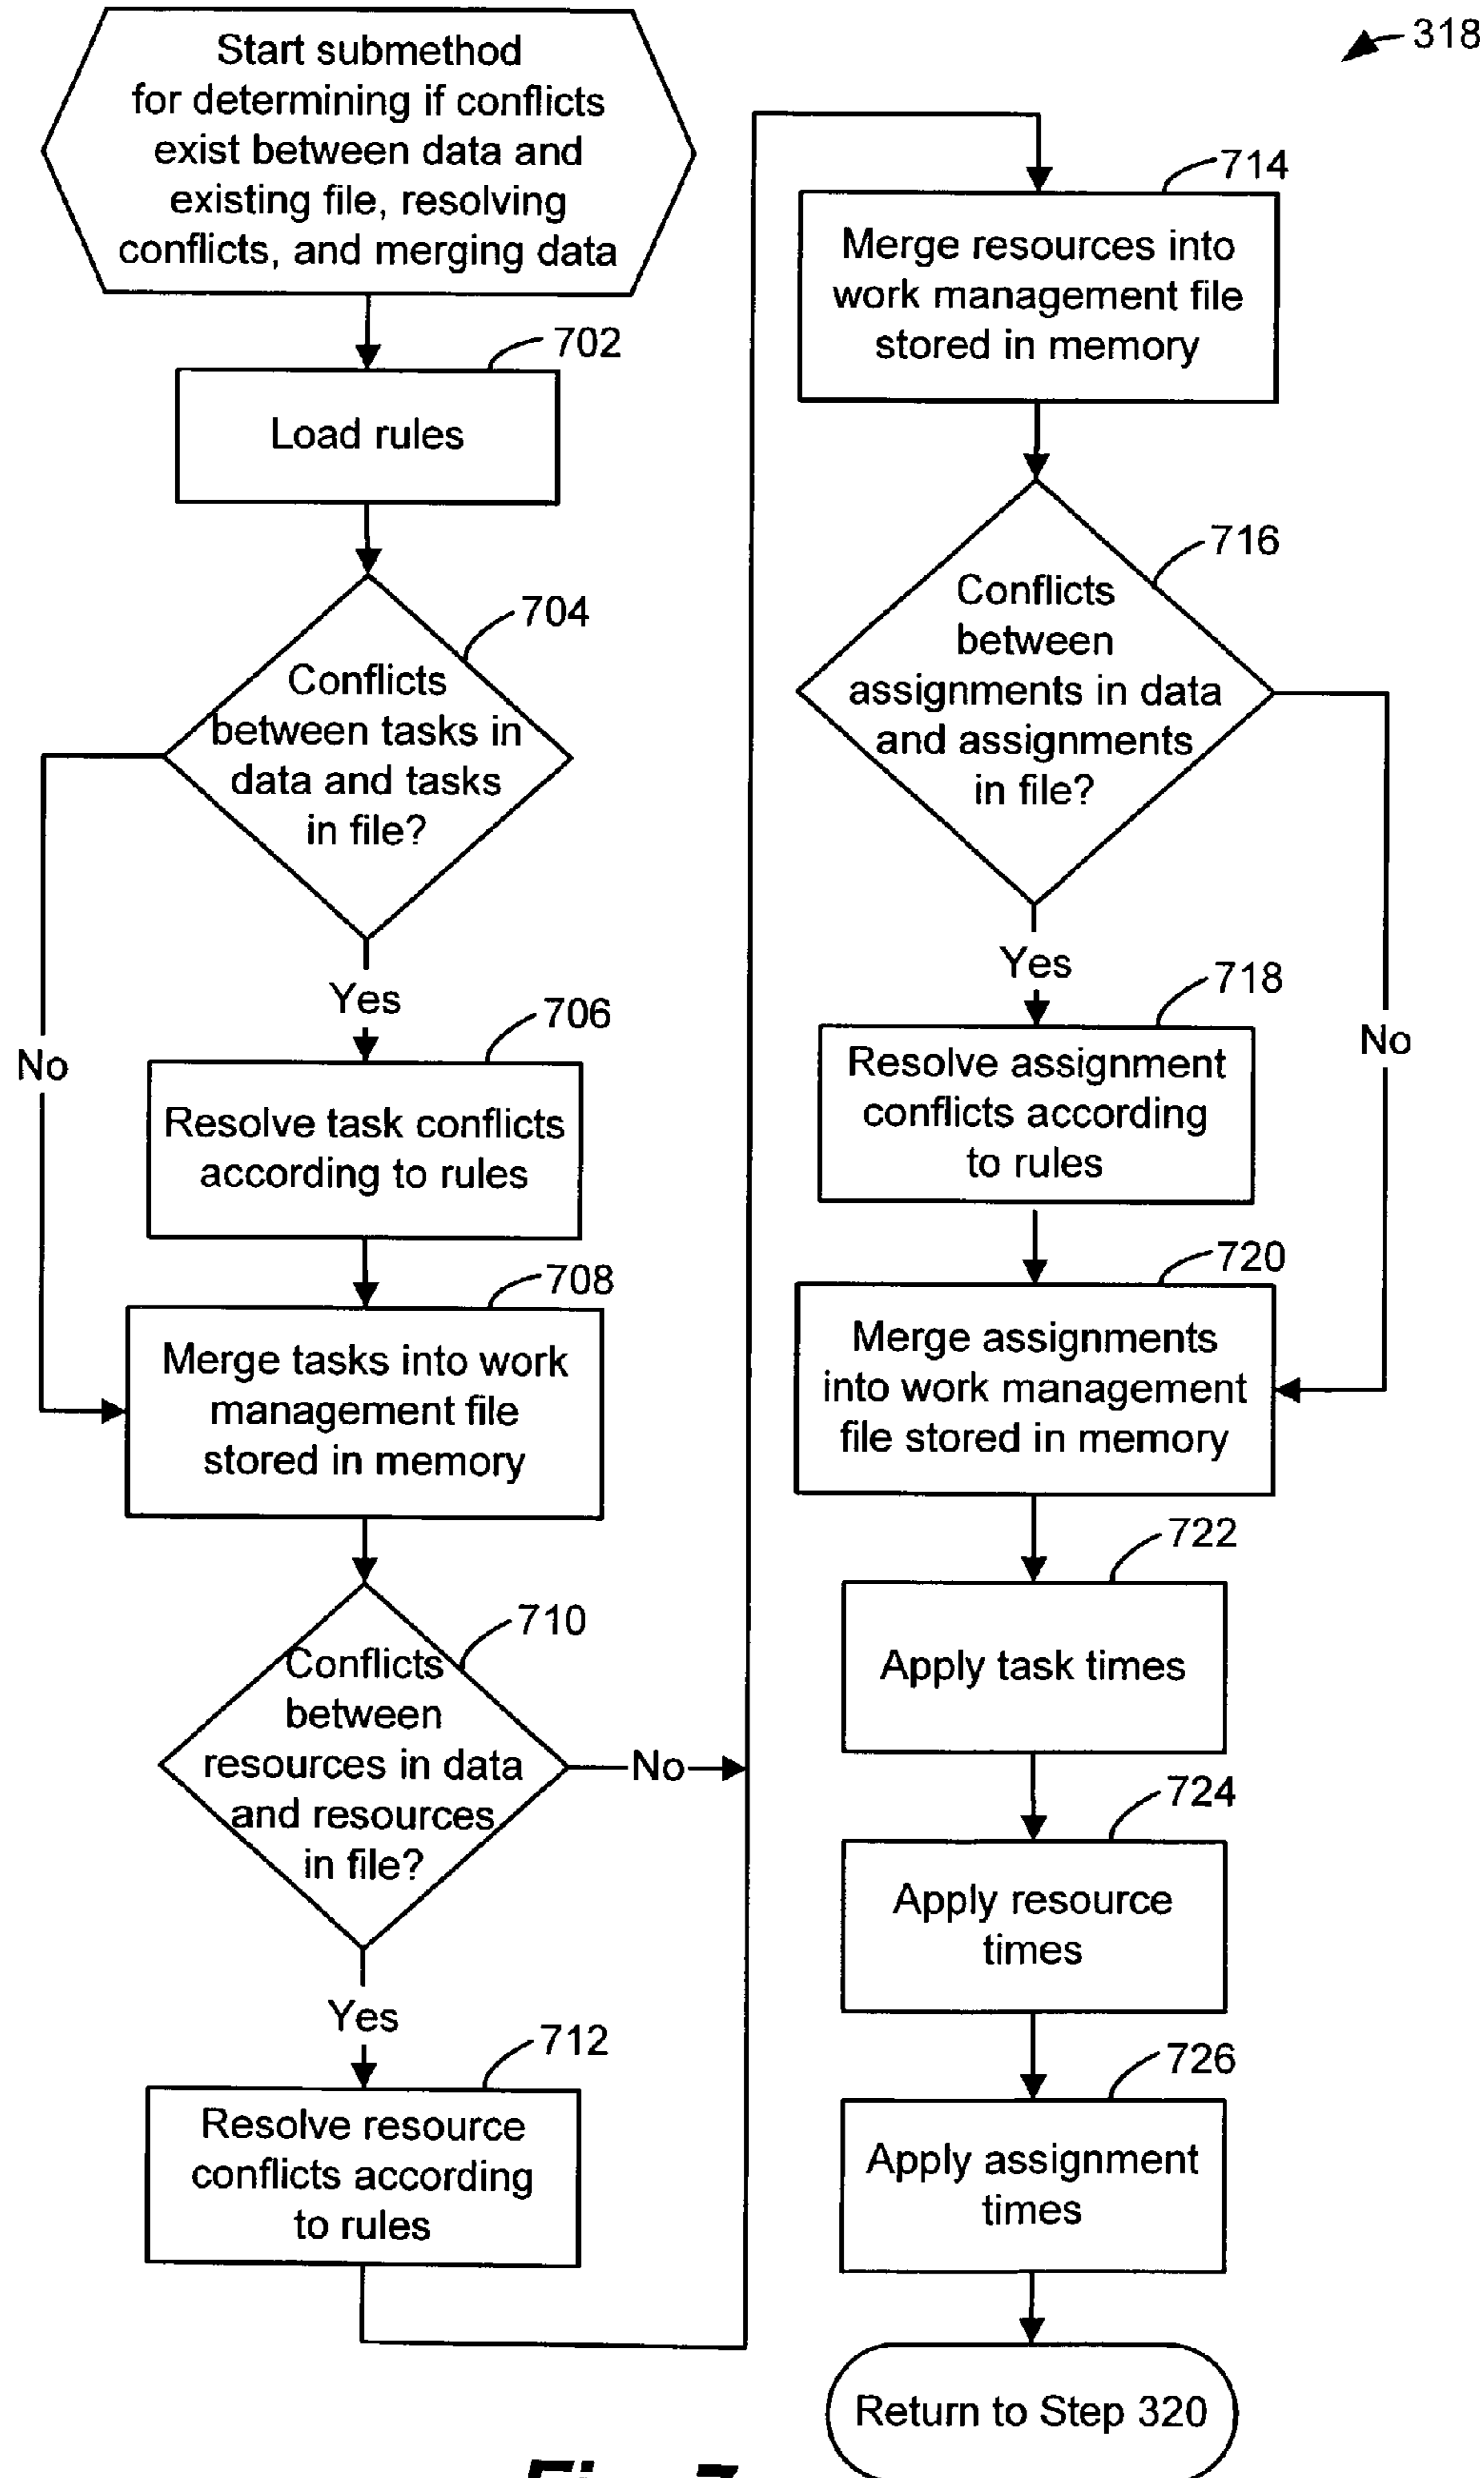 318
Start submethod
for determining if conflicts
exist between data and
existing file, resolving
conflicts, and merging data
702
Load rules
704
Conflicts
between tasks in
data and tasks
in file?
Yes
No
706
Resolve task conflicts
according to rules
708
Merge tasks into work
management file
stored in memory
710
Conflicts
between
resources in data
and resources
in file?
No
Yes
712
Resolve resource
conflicts according
to rules
714
Merge resources into
work management file
stored in memory
716
Conflicts
between
assignments in data
and assignments
in file?
Yes
No
718
Resolve assignment
conflicts according
to rules
720
Merge assignments
into work management
file stored in memory
722
Apply task times
724
Apply resource
times
726
Apply assignment
times
Return to Step 320